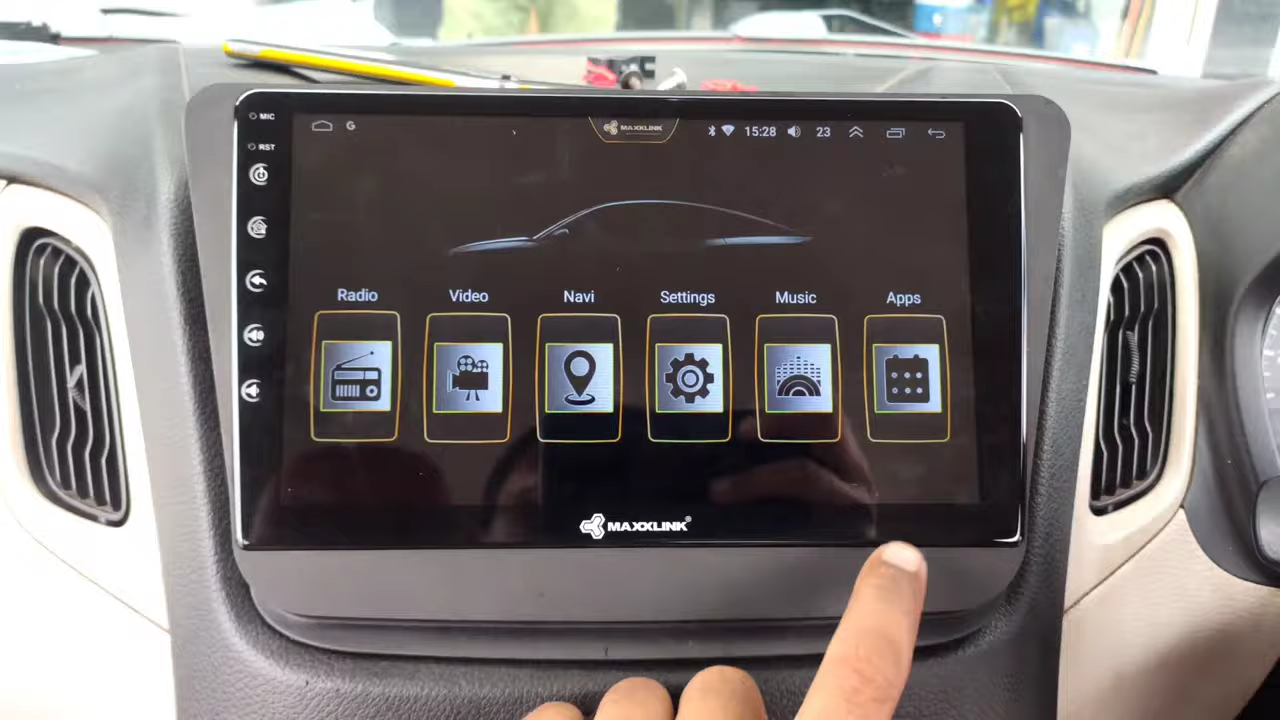 MIC
RST
G
MAXXLINK
15:28
23
Radio
Video
Navi
Settings
Music
Apps
MAXXLINK®